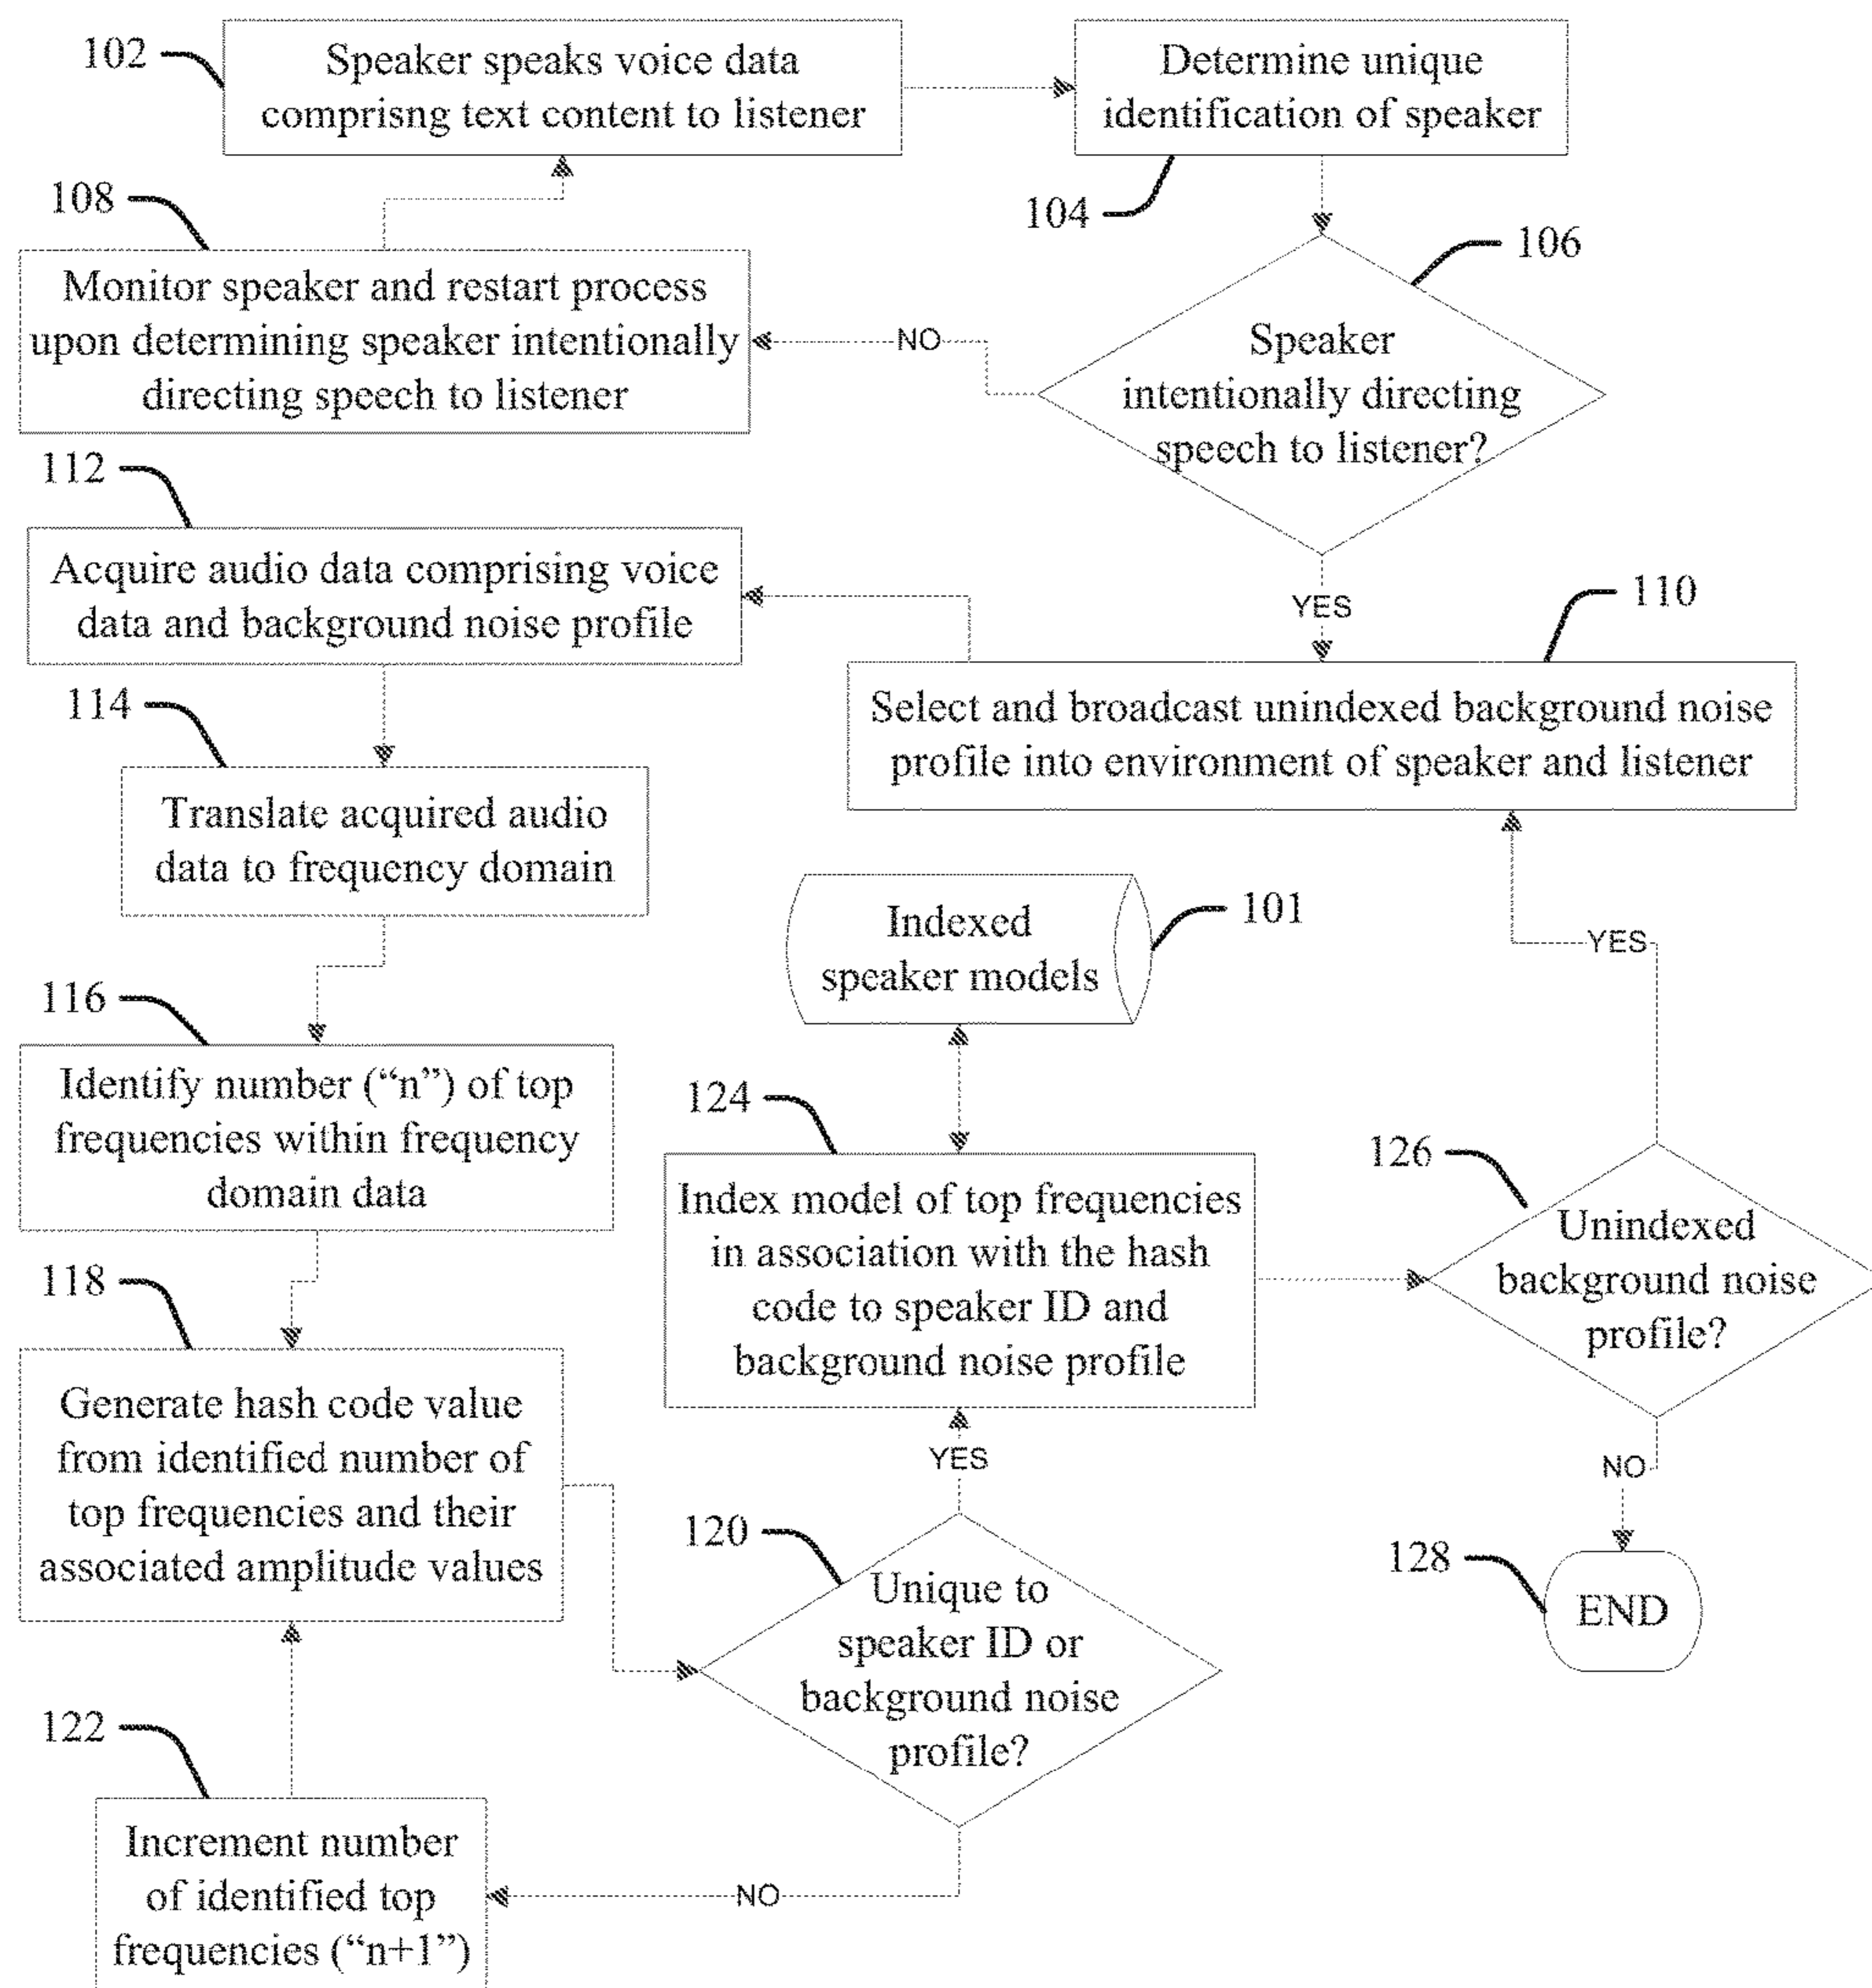 102
Speaker speaks voice data
comprisng text content to listener
Determine unique
identification of speaker
104
108
Monitor speaker and restart process
upon determining speaker intentionally
directing speech to listener
NO
106
Speaker
intentionally directing
speech to listener?
YES
112
Acquire audio data comprising voice
data and background noise profile
110
Select and broadcast unindexed background noise
profile into environment of speaker and listener
114
Translate acquired audio
data to frequency domain
Indexed
speaker models
101
YES
116
Identify number (“n”) of top
frequencies within frequency
domain data
124
Index model of top frequencies
in association with the hash
code to speaker ID and
background noise profile
126
Unindexed
background noise
profile?
118
Generate hash code value
from identified number of
top frequencies and their
associated amplitude values
YES
NO
120
Unique to
speaker ID or
background noise
profile?
128
END
122
Increment number
of identified top
frequencies (“n+1”)
NO